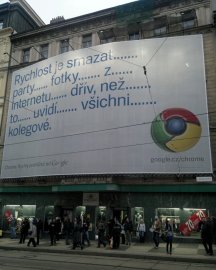 Rychlost je smazat.......
party...... fotky....... z......
internetu...... dřív, než.......
to...... uvidí...... všichni......
kolegové.
google.cz/chrome